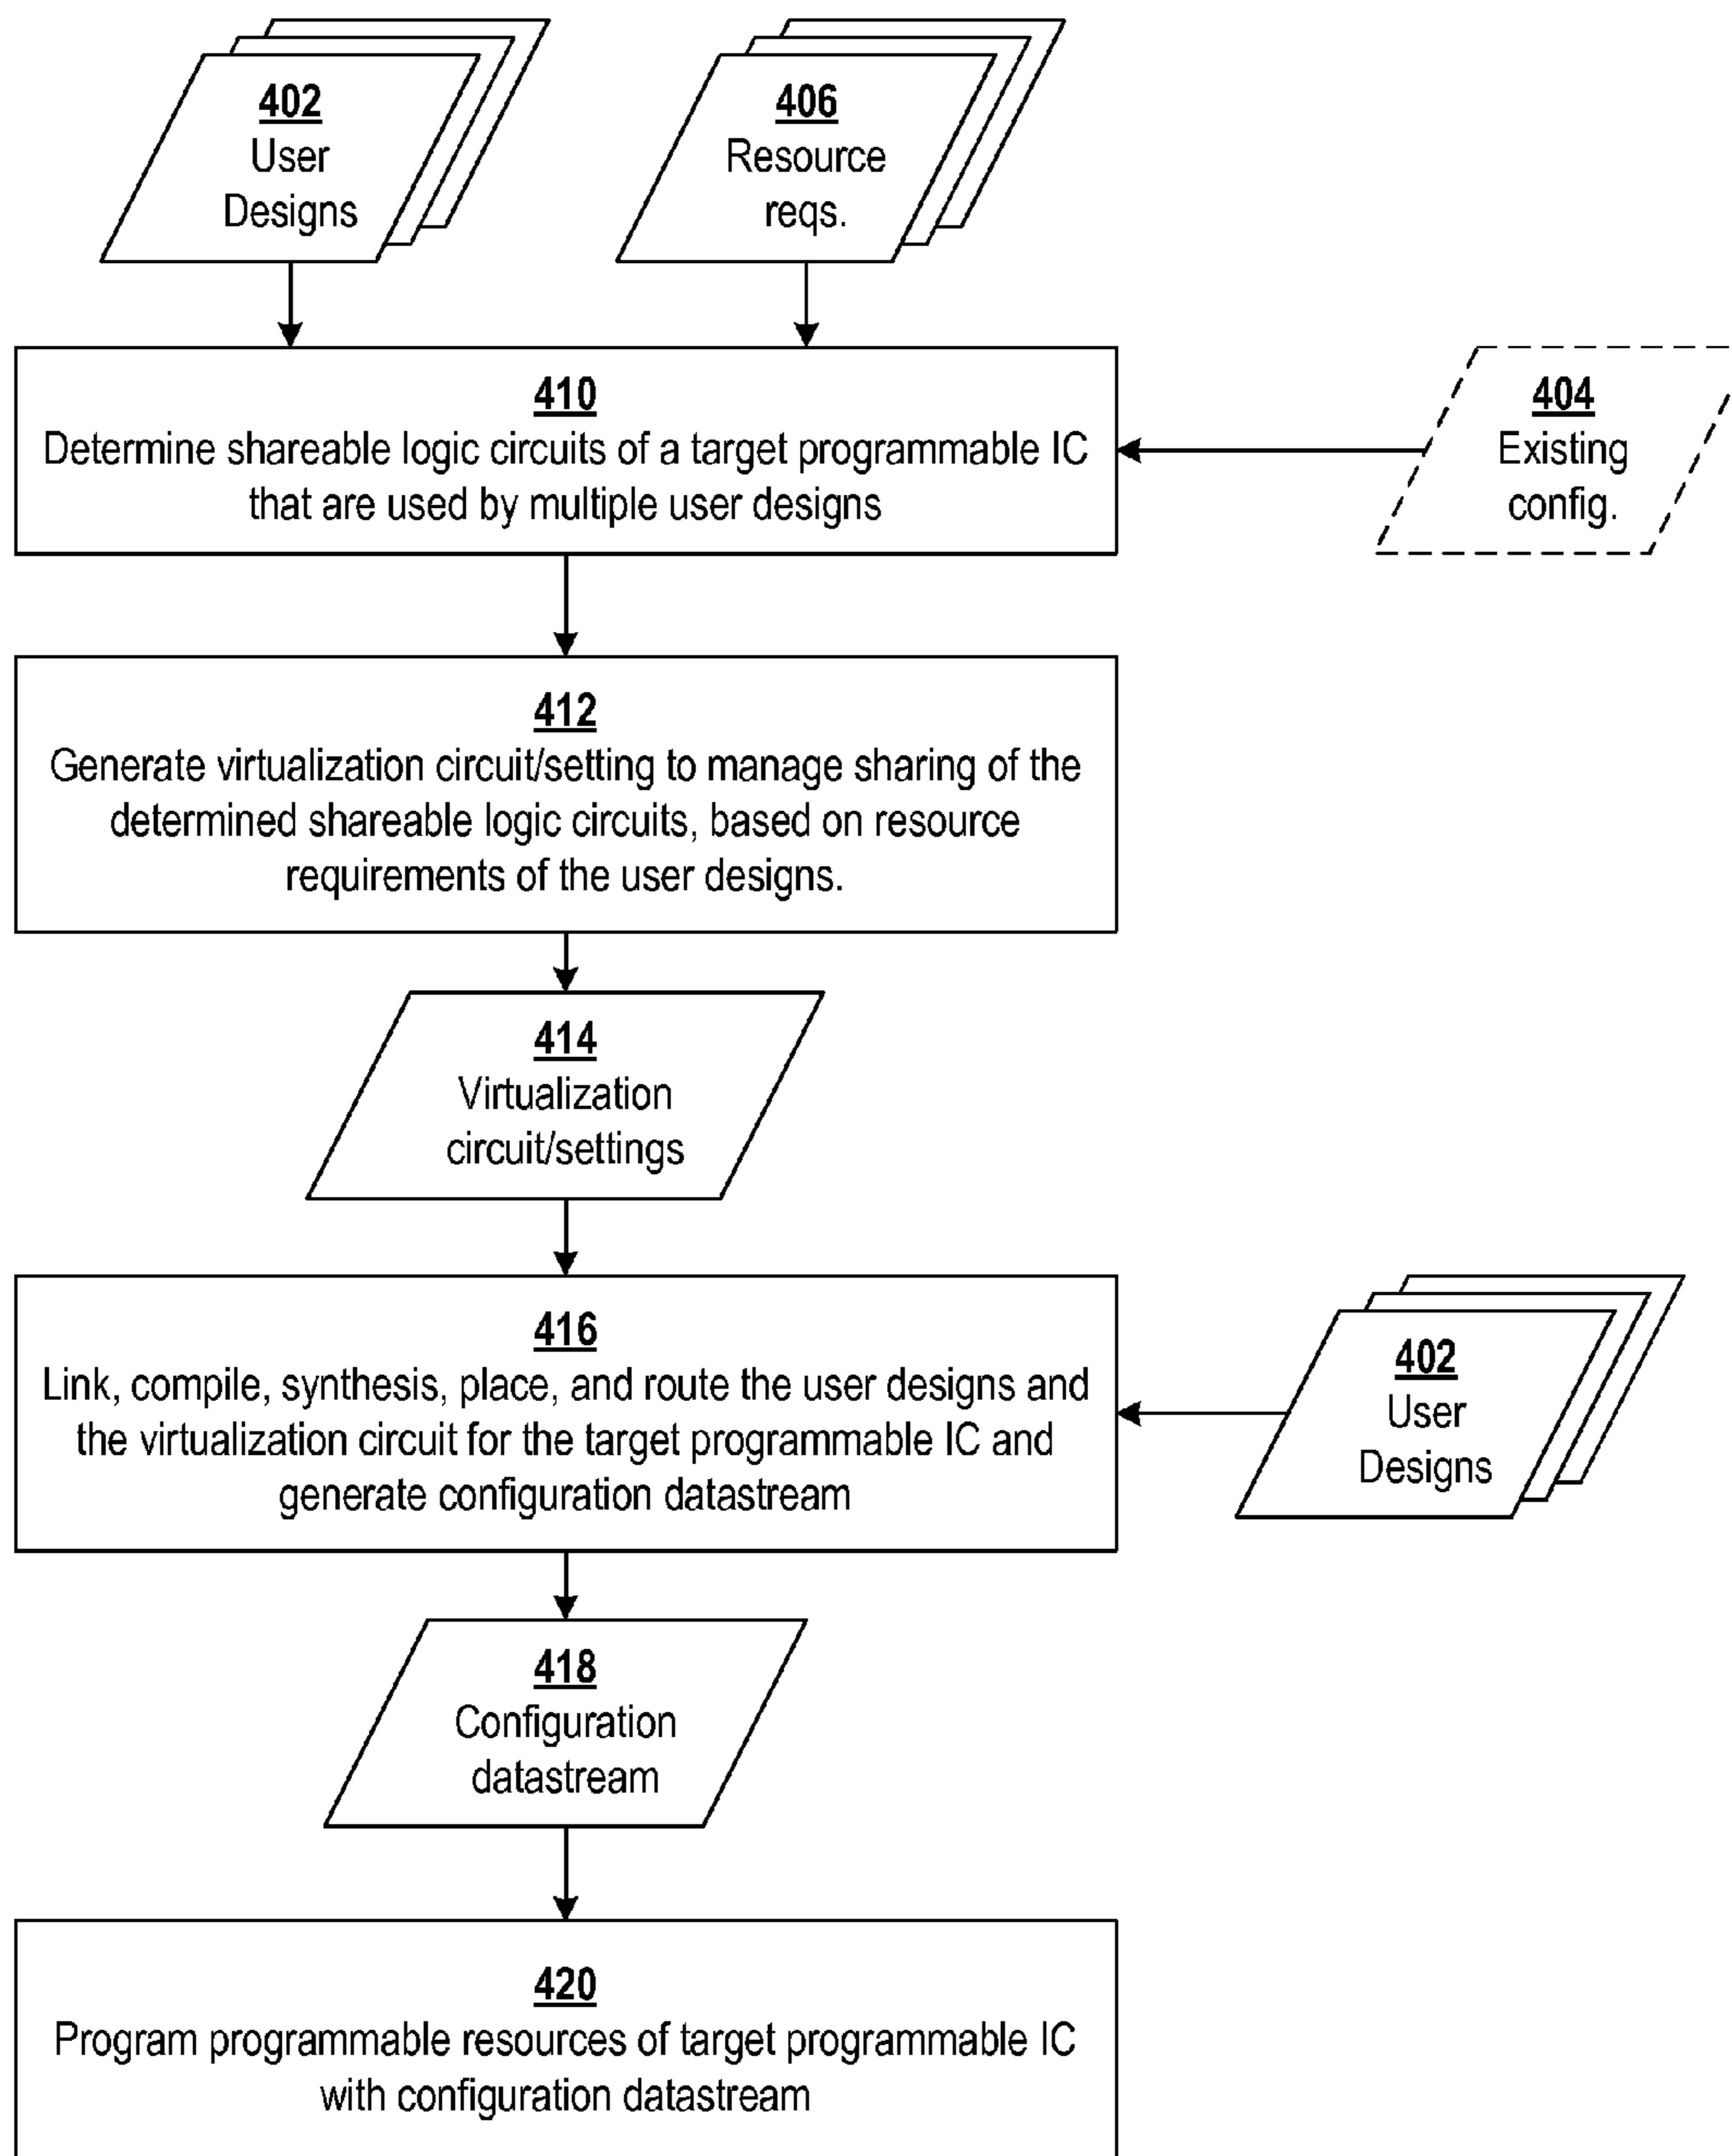 402
User
Designs
406
Resource
reqs.
410
Determine shareable logic circuits of a target programmable IC
that are used by multiple user designs
404
Existing
config.
412
Generate virtualization circuit/setting to manage sharing of the
determined shareable logic circuits, based on resource
requirements of the user designs.
414
Virtualization
circuit/settings
416
Link, compile, synthesis, place, and route the user designs and
the virtualization circuit for the target programmable IC and
generate configuration datastream
402
User
Designs
418
Configuration
datastream
420
Program programmable resources of target programmable IC
with configuration datastream